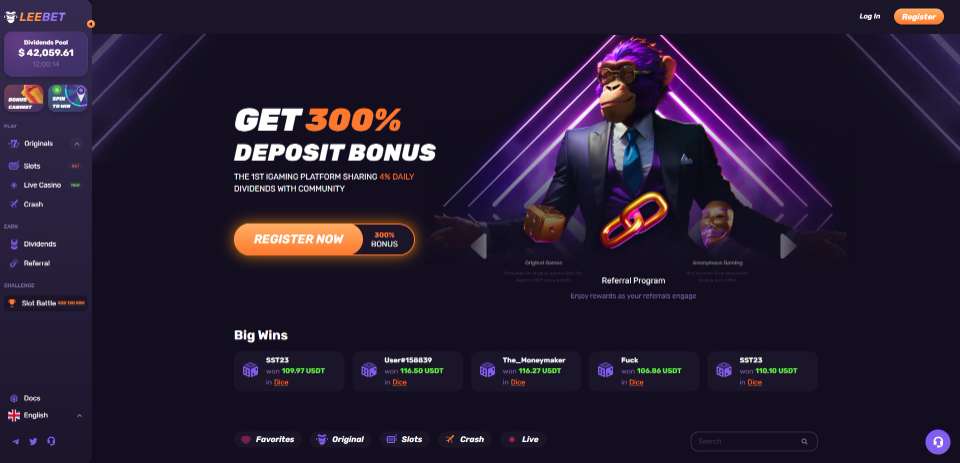 LEEBET
Dividends Pool
$ 42,059.61
12:00:14
BONUS
CABINET
SPIN
TO WIN
PLAY
Originals
Slots
HOT
Live Casino
NEW
Crash
EARN
Dividends
Referral
CHALLENGE
Slot Battle
Docs
English
Log In
Register
GET 300%
DEPOSIT BONUS
THE 1ST IGAMING PLATFORM SHARING 4% DAILY
DIVIDENDS WITH COMMUNITY
REGISTER NOW
300%
BONUS
Original Games
Anonymous Gaming
Referral Program
Enjoy rewards as your referrals engage
Big Wins
SST23
won 109.97 USDT
in Dice
User#158839
won 116.50 USDT
in Dice
The_Moneymaker
won 116.27 USDT
in Dice
Fuck
won 106.86 USDT
in Dice
SST23
won 110.10 USDT
in Dice
Favorites
Original
Slots
Crash
Live
Search